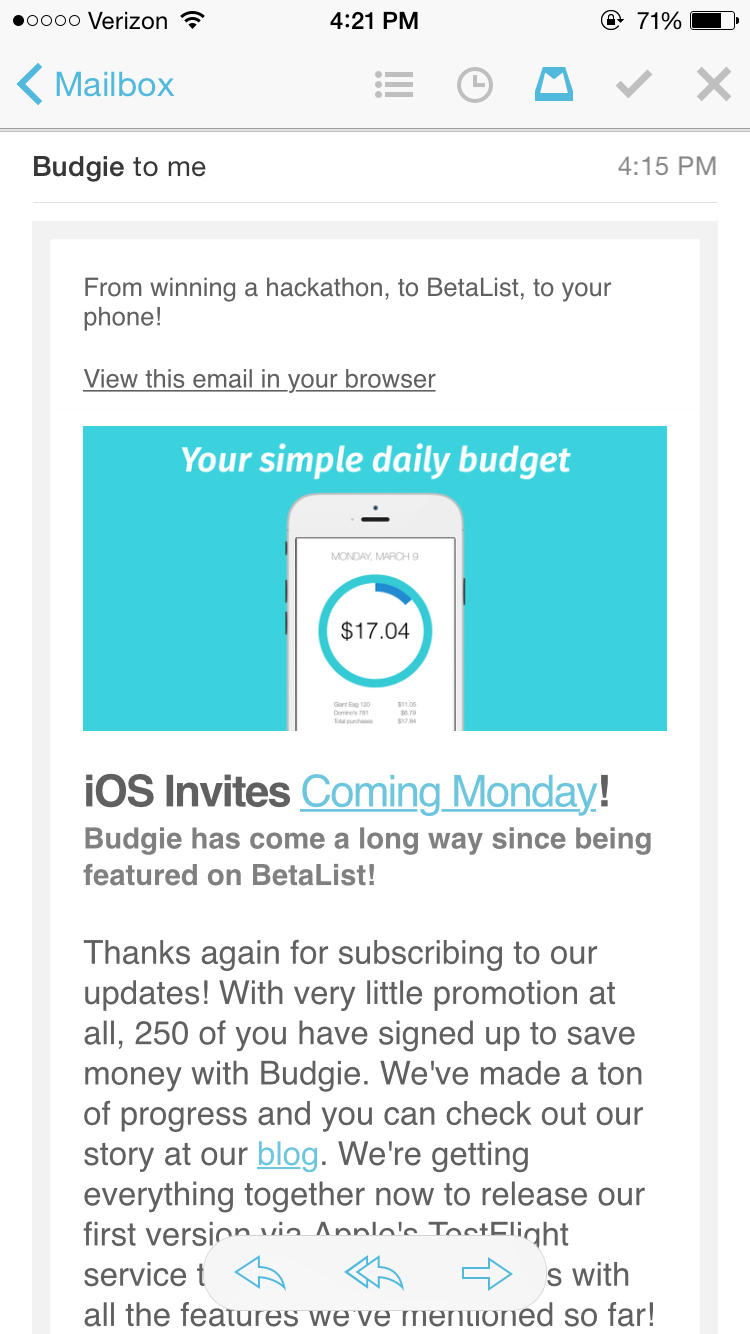 Verizon 4:21 PM 71%
Mailbox
Budgie to me 4:15 PM
From winning a hackathon, to BetaList, to your
phone!
View this email in your browser
Your simple daily budget
MONDAY, MARCH 9
$17.04
Giant Eag 120 $11.05
Domino's 781 $6.79
Total purchases $17.84
iOS Invites Coming Monday!
Budgie has come a long way since being
featured on BetaList!
Thanks again for subscribing to our
updates! With very little promotion at
all, 250 of you have signed up to save
money with Budgie. We've made a ton
of progress and you can check out our
story at our blog. We're getting
everything together now to release our
first version via Apple's TestFlight
service with
all the features we've mentioned so far!